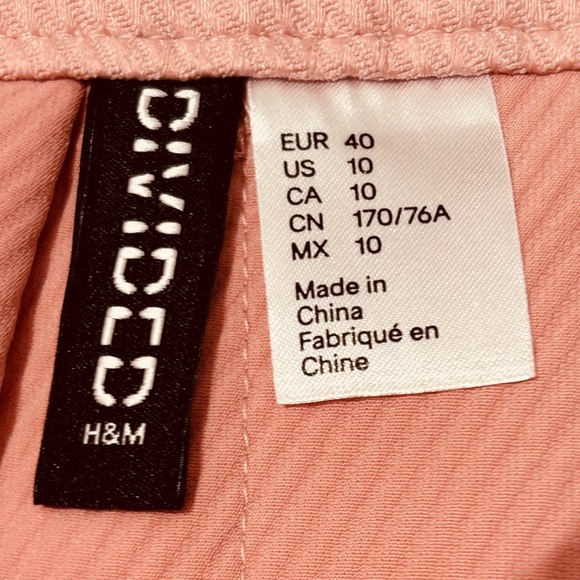 DIVIDED
H&M
EUR 40
US 10
CA 10
CN 170/76A
MX 10
Made in
China
Fabriqué en
Chine